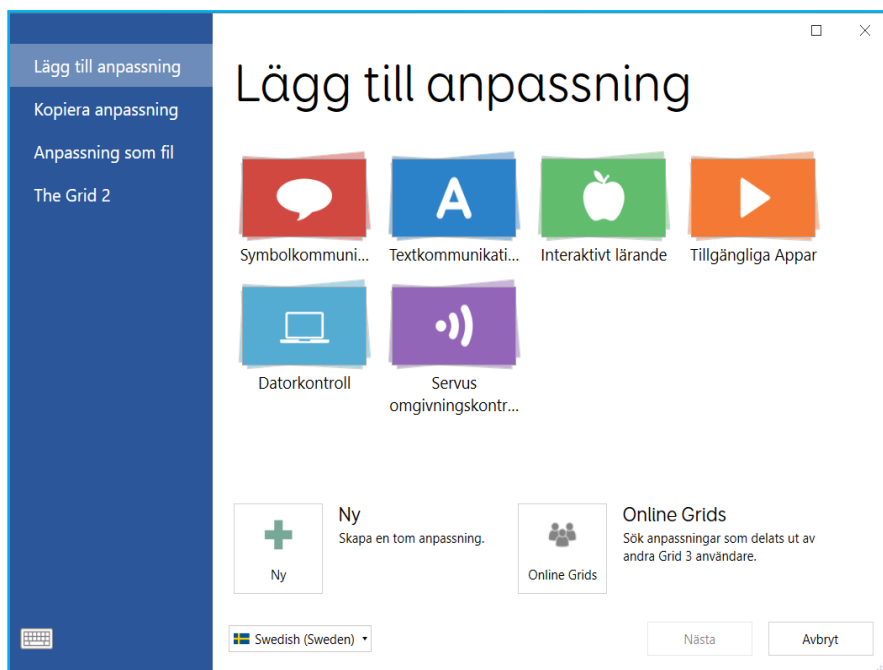 Lägg till anpassning
Kopiera anpassning
Anpassning som fil
The Grid 2
Lägg till anpassning
Symbolkommuni...
Textkommunikati...
Interaktivt lärande
Tillgängliga Appar
Datorkontroll
Servus
omgivningskontr...
Ny
Ny
Skapa en tom anpassning.
Online Grids
Online Grids
Sök anpassningar som delats ut av
andra Grid 3 användare.
Swedish (Sweden)
Nästa
Avbryt